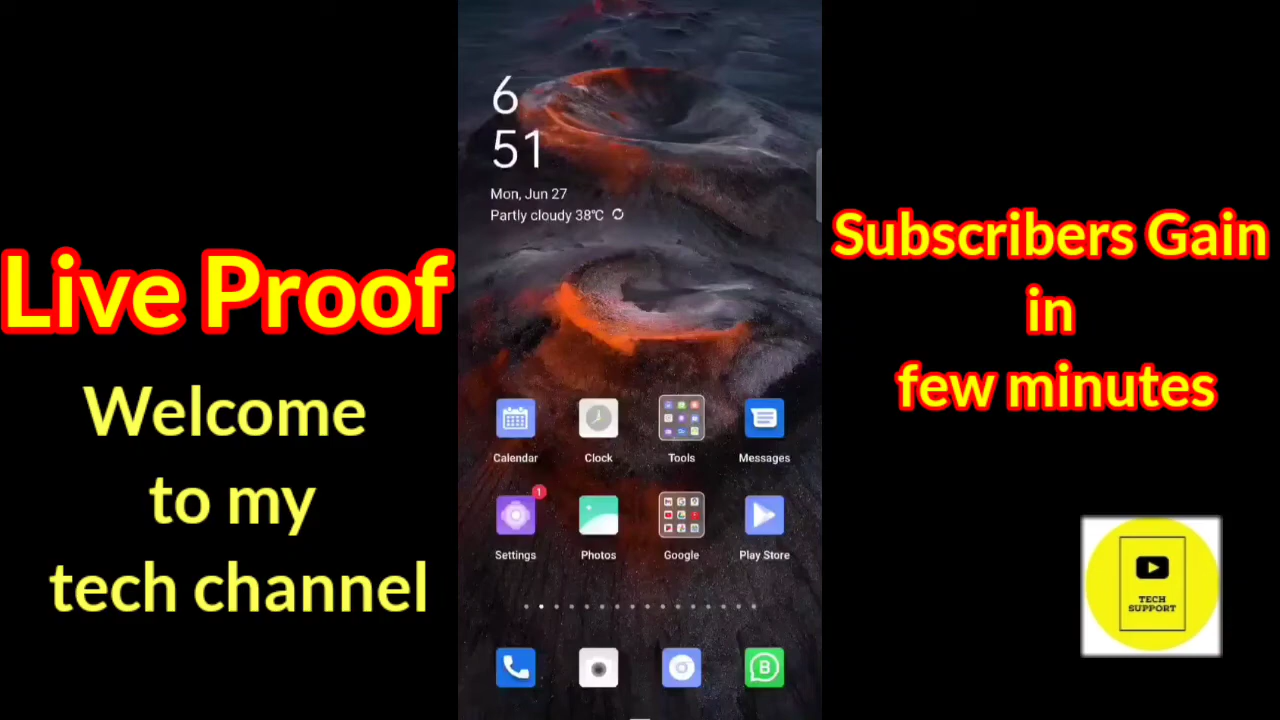 Live Proof
Welcome
to my
tech channel
6
51
Mon, Jun 27
Partly cloudy 38°C
Calendar
Clock
Tools
Messages
1
Settings
Photos
Google
Play Store
B
Subscribers Gain
in
few minutes
TECH
SUPPORT